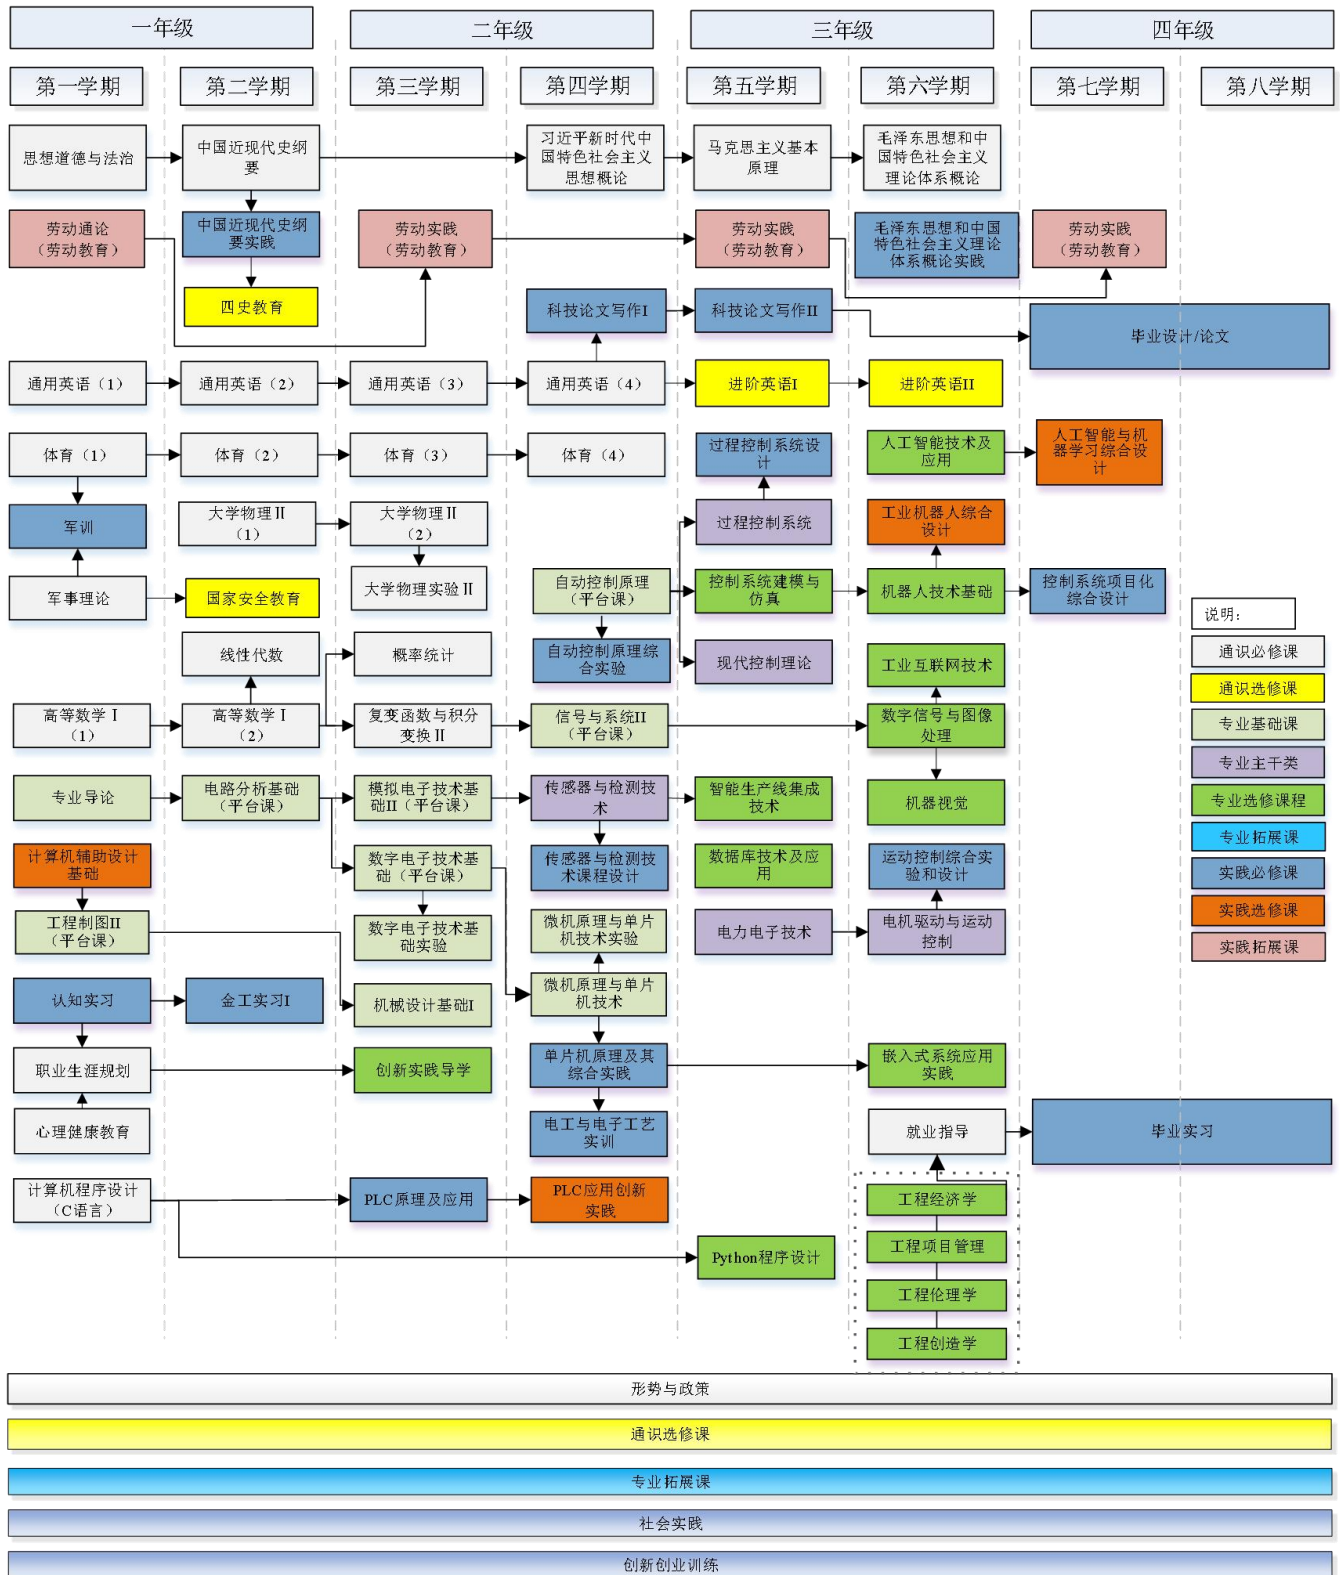 一年级
二年级
三年级
四年级
第一学期
第二学期
第三学期
第四学期
第五学期
第六学期
第七学期
第八学期
思想道德与法治
中国近现代史纲
要
习近平新时代中
国特色社会主义
思想概论
马克思主义基本
原理
毛泽东思想和中
国特色社会主义
理论体系概论
劳动通论
（劳动教育）
中国近现代史纲
要实践
劳动实践
（劳动教育）
劳动实践
（劳动教育）
毛泽东思想和中国
特色社会主义理论
体系概论实践
劳动实践
（劳动教育）
四史教育
科技论文写作I
科技论文写作II
毕业设计/论文
通用英语（1）
通用英语（2）
通用英语（3）
通用英语（4）
进阶英语I
进阶英语II
体育（1）
体育（2）
体育（3）
体育（4）
过程控制系统设
计
人工智能技术及
应用
人工智能与机
器学习综合设
计
军训
大学物理Ⅱ
（1）
大学物理Ⅱ
（2）
过程控制系统
工业机器人综合
设计
军事理论
国家安全教育
大学物理实验Ⅱ
自动控制原理
（平台课）
控制系统建模与
仿真
机器人技术基础
控制系统项目化
综合设计
说明：
线性代数
概率统计
自动控制原理综
合实验
现代控制理论
工业互联网技术
通识必修课
通识选修课
高等数学Ⅰ
（1）
高等数学Ⅰ
（2）
复变函数与积分
变换Ⅱ
信号与系统II
（平台课）
数字信号与图像
处理
专业基础课
专业主干类
专业导论
电路分析基础
（平台课）
模拟电子技术基
础II（平台课）
传感器与检测技
术
智能生产线集成
技术
机器视觉
专业选修课程
专业拓展课
计算机辅助设计
基础
数字电子技术基
础（平台课）
传感器与检测技
术课程设计
数据库技术及应
用
运动控制综合实
验和设计
实践必修课
实践选修课
工程制图II
（平台课）
数字电子技术基
础实验
微机原理与单片
机技术实验
电力电子技术
电机驱动与运动
控制
实践拓展课
认知实习
金工实习I
机械设计基础I
微机原理与单片
机技术
职业生涯规划
创新实践导学
单片机原理及其
综合实践
嵌入式系统应用
实践
心理健康教育
电工与电子工艺
实训
就业指导
毕业实习
计算机程序设计
（C语言）
PLC原理及应用
PLC应用创新
实践
工程经济学
Python程序设计
工程项目管理
工程伦理学
工程创造学
形势与政策
通识选修课
专业拓展课
社会实践
创新创业训练